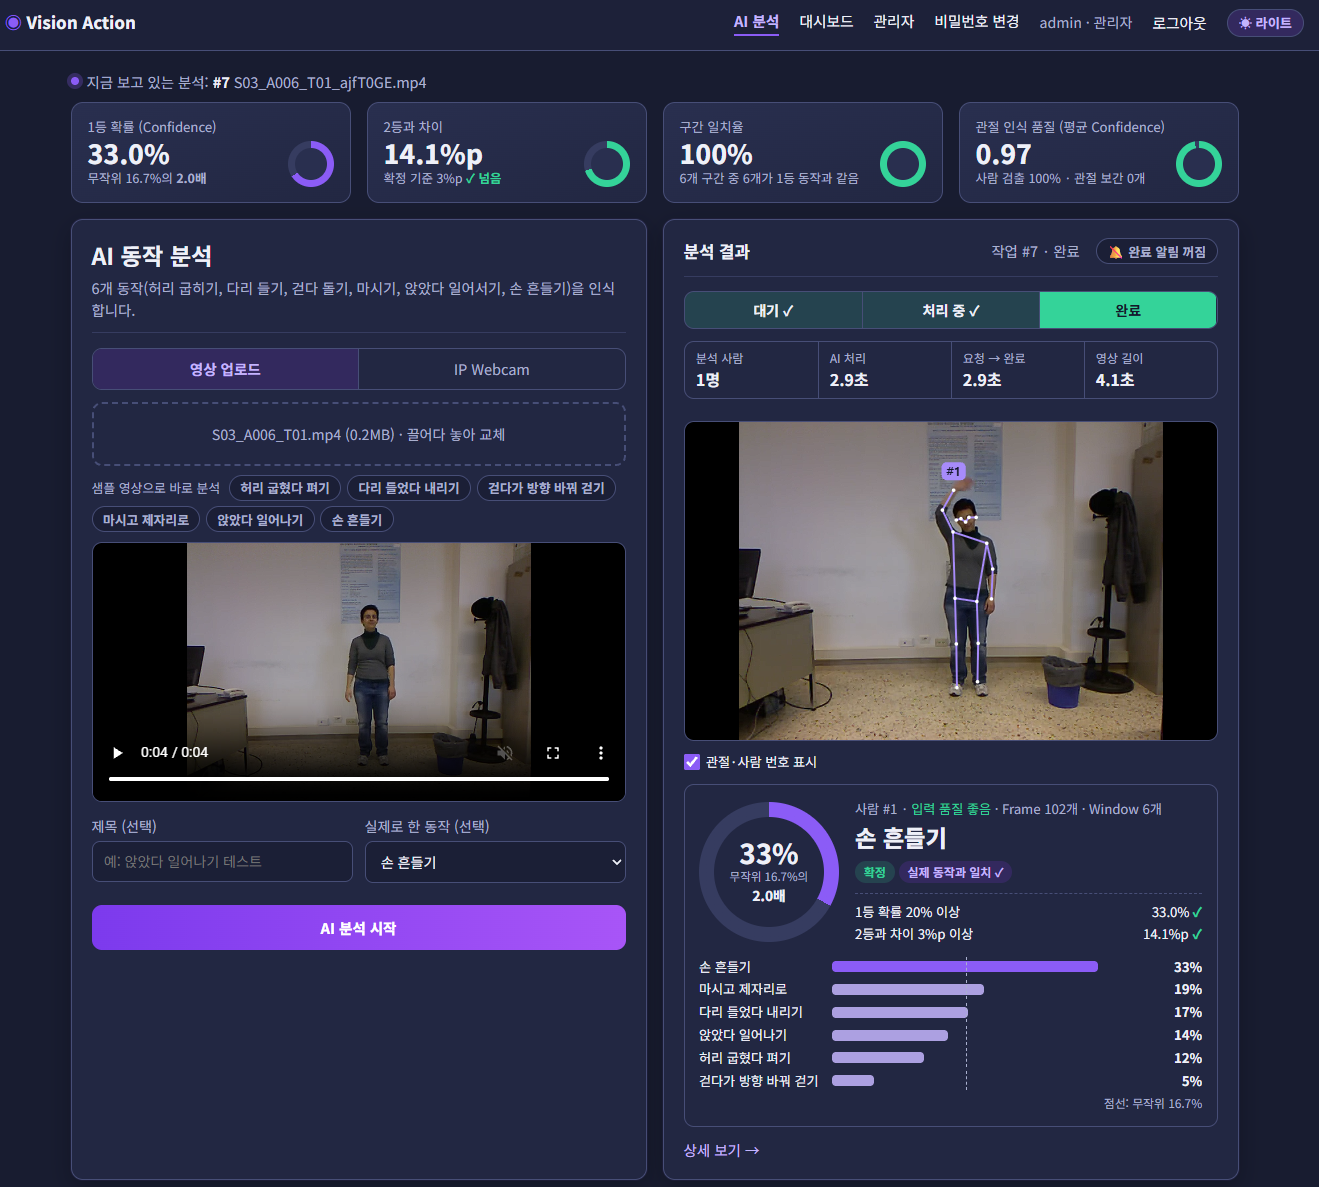 Vision Action
AI 분석 대시보드 관리자 비밀번호 변경 admin · 관리자 로그아웃 라이트
지금 보고 있는 분석: #7 S03_A006_T01_ajfT0GE.mp4
1등 확률 (Confidence)
33.0%
무작위 16.7%의 2.0배
2등과 차이
14.1%p
확정 기준 3%p ✓ 넘음
구간 일치율
100%
6개 구간 중 6개가 1등 동작과 같음
관절 인식 품질 (평균 Confidence)
0.97
사람 검출 100% · 관절 보간 0개
AI 동작 분석
6개 동작(허리 굽히기, 다리 들기, 걷다 돌기, 마시기, 앉았다 일어서기, 손 흔들기)을 인식
합니다.
영상 업로드 IP Webcam
S03_A006_T01.mp4 (0.2MB) · 끌어다 놓아 교체
샘플 영상으로 바로 분석 허리 굽혔다 펴기 다리 들었다 내리기 걷다가 방향 바꿔 걷기
마시고 제자리로 앉았다 일어나기 손 흔들기
0:04 / 0:04
제목 (선택) 실제로 한 동작 (선택)
예: 앉았다 일어나기 테스트 손 흔들기
AI 분석 시작
분석 결과 작업 #7 · 완료 완료 알림 꺼짐
대기 ✓ 처리 중 ✓ 완료
분석 사람 AI 처리 요청 → 완료 영상 길이
1명 2.9초 2.9초 4.1초
#1
관절·사람 번호 표시
사람 #1 · 입력 품질 좋음 · Frame 102개 · Window 6개
손 흔들기
확정 실제 동작과 일치 ✓
33%
무작위 16.7%의
2.0배
1등 확률 20% 이상 33.0% ✓
2등과 차이 3%p 이상 14.1%p ✓
손 흔들기 33%
마시고 제자리로 19%
다리 들었다 내리기 17%
앉았다 일어나기 14%
허리 굽혔다 펴기 12%
걷다가 방향 바꿔 걷기 5%
점선: 무작위 16.7%
상세 보기 →